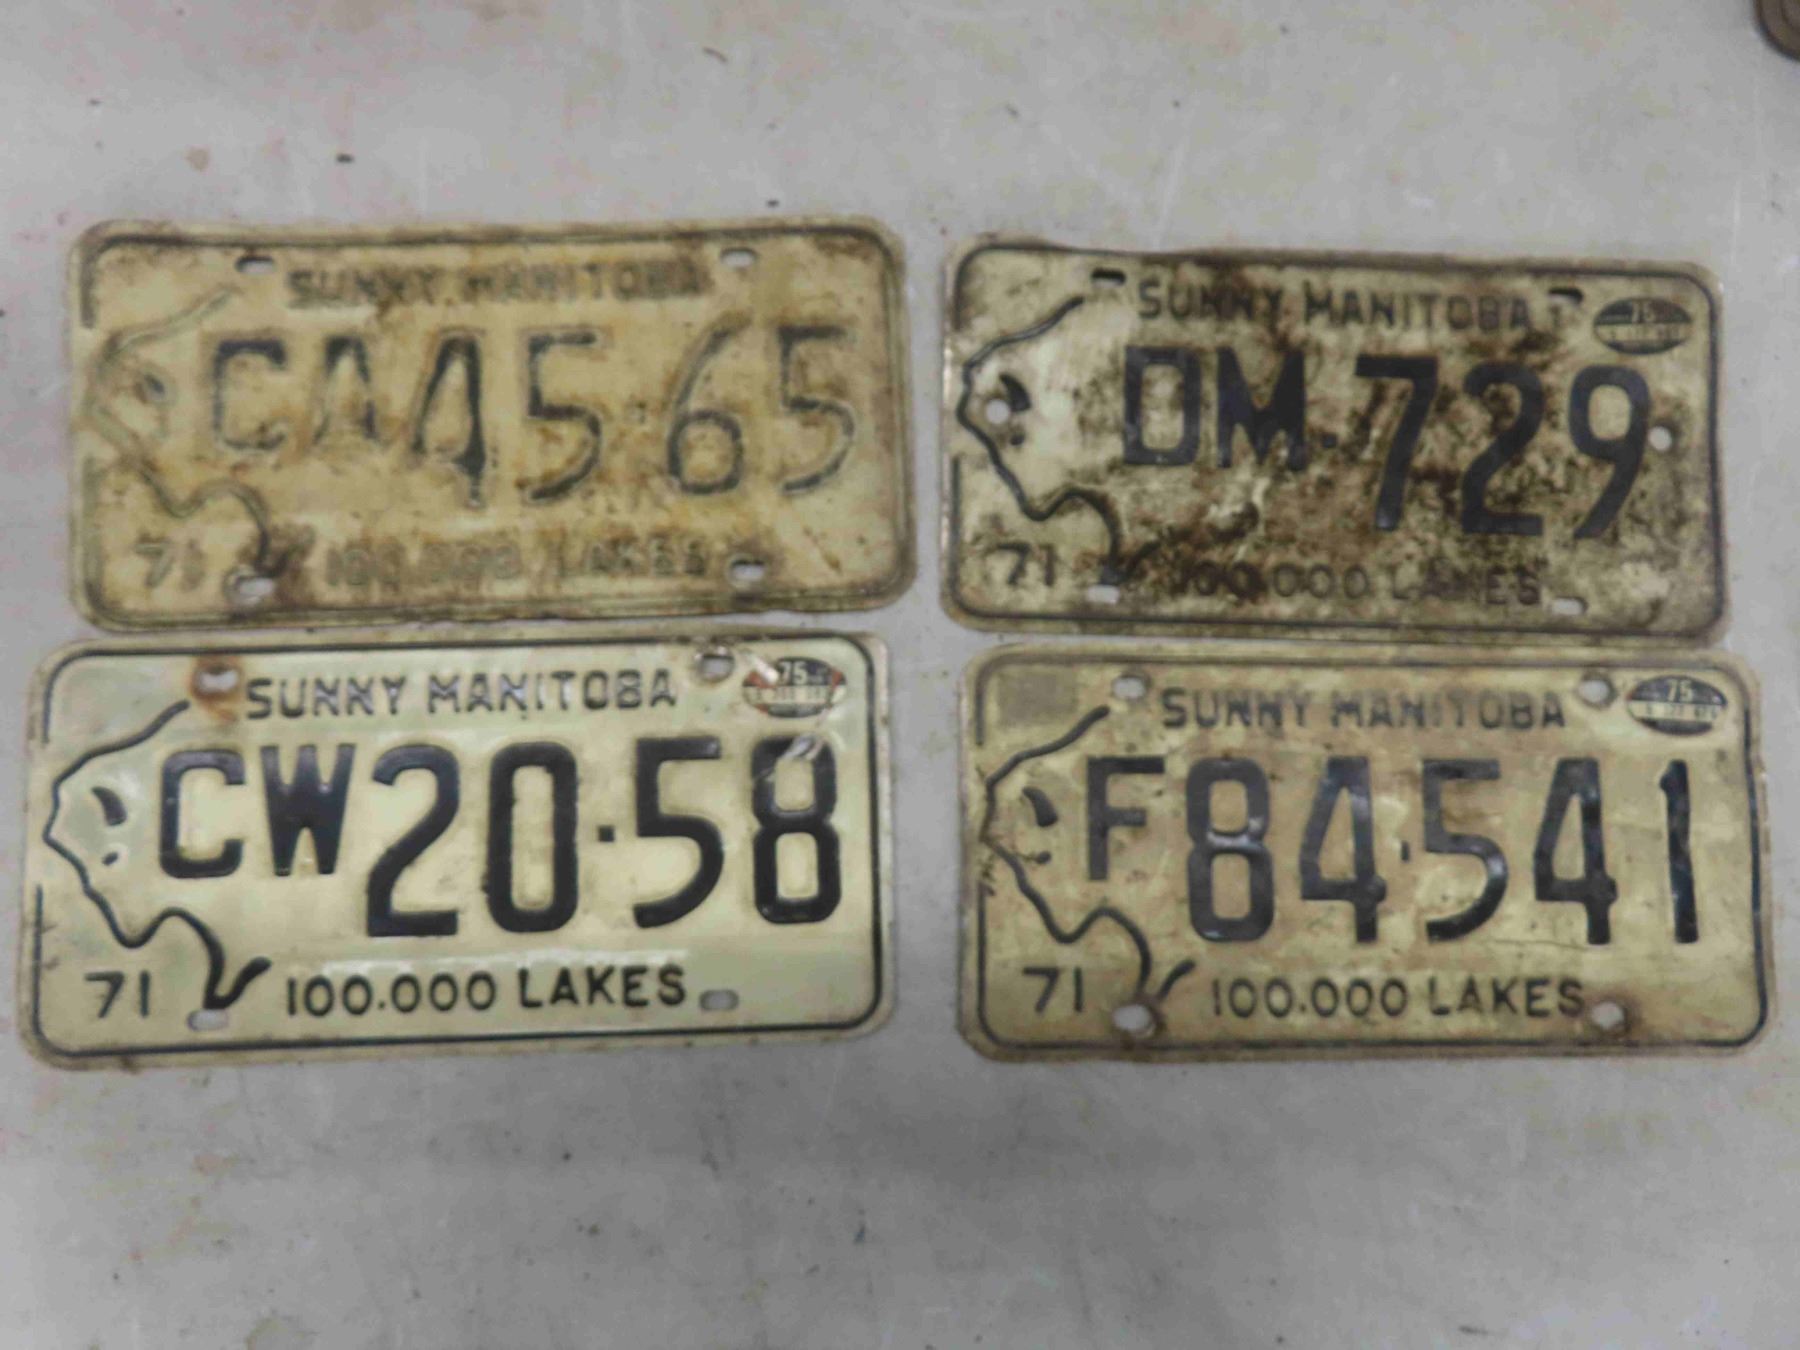 SUNNY MANITOBA
CA45·65
71 100.000 LAKES
SUNNY MANITOBA
75
DM·729
71 100.000 LAKES
SUNNY MANITOBA
75
CW20·58
71 100.000 LAKES
SUNNY MANITOBA
75
F84·541
71 100.000 LAKES